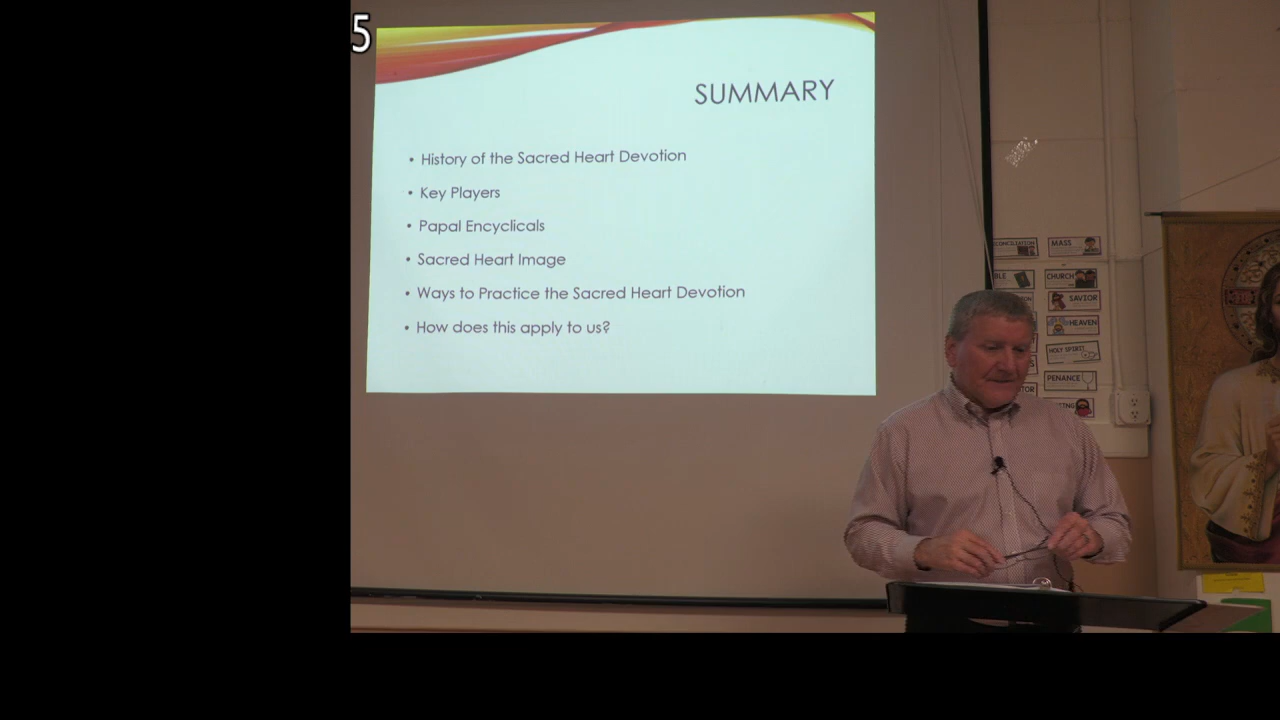 5
SUMMARY
• History of the Sacred Heart Devotion
• Key Players
• Papal Encyclicals
• Sacred Heart Image
• Ways to Practice the Sacred Heart Devotion
• How does this apply to us?
MASS
CHURCH
SAVIOR
HEAVEN
HOLY SPIRIT
PENANCE